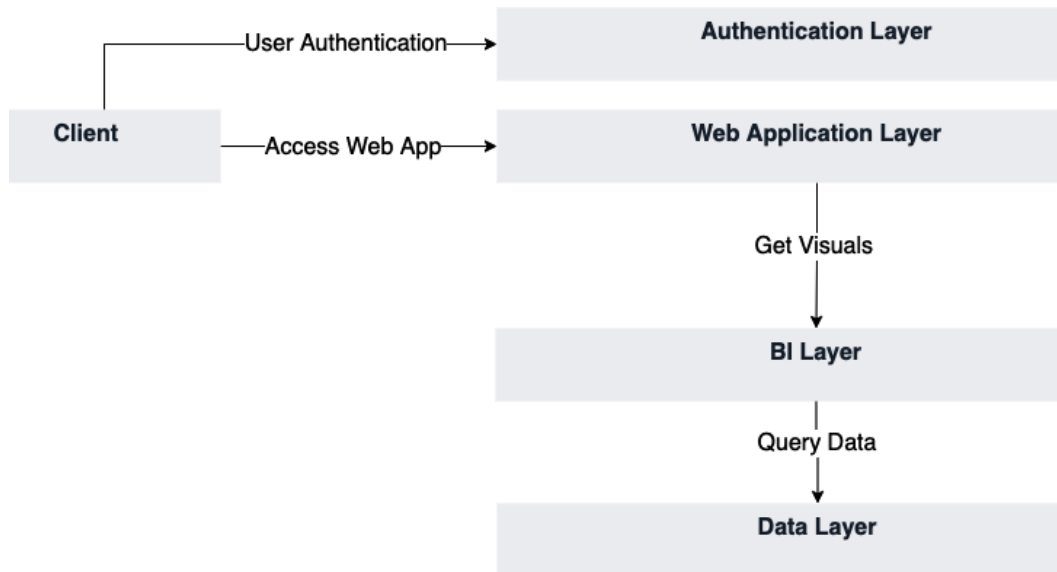 User Authentication
Authentication Layer
Client
Access Web App
Web Application Layer
Get Visuals
BI Layer
Query Data
Data Layer